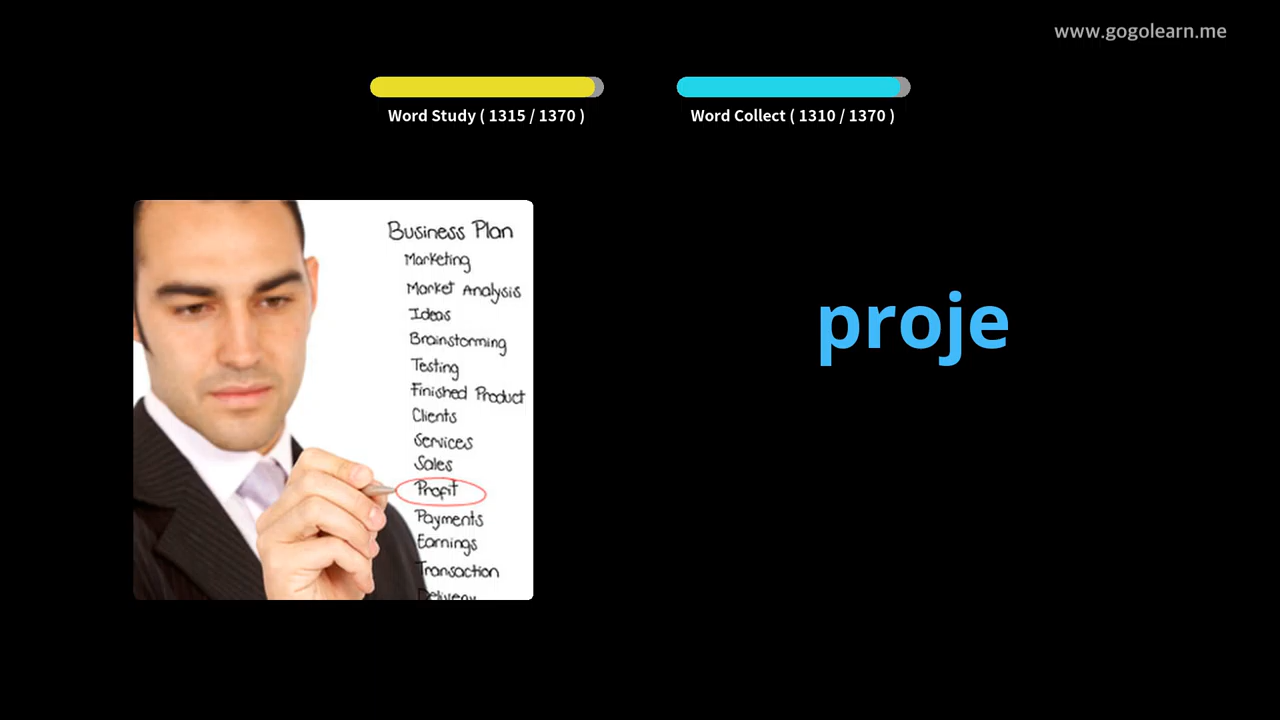 www.gogolearn.me
Word Study ( 1315 / 1370 )
Word Collect ( 1310 / 1370 )
Business Plan
Marketing
Market Analysis
Ideas
Brainstorming
Testing
Finished Product
Clients
Services
Sales
Profit
Payments
Earnings
Transaction
Delivery
proje